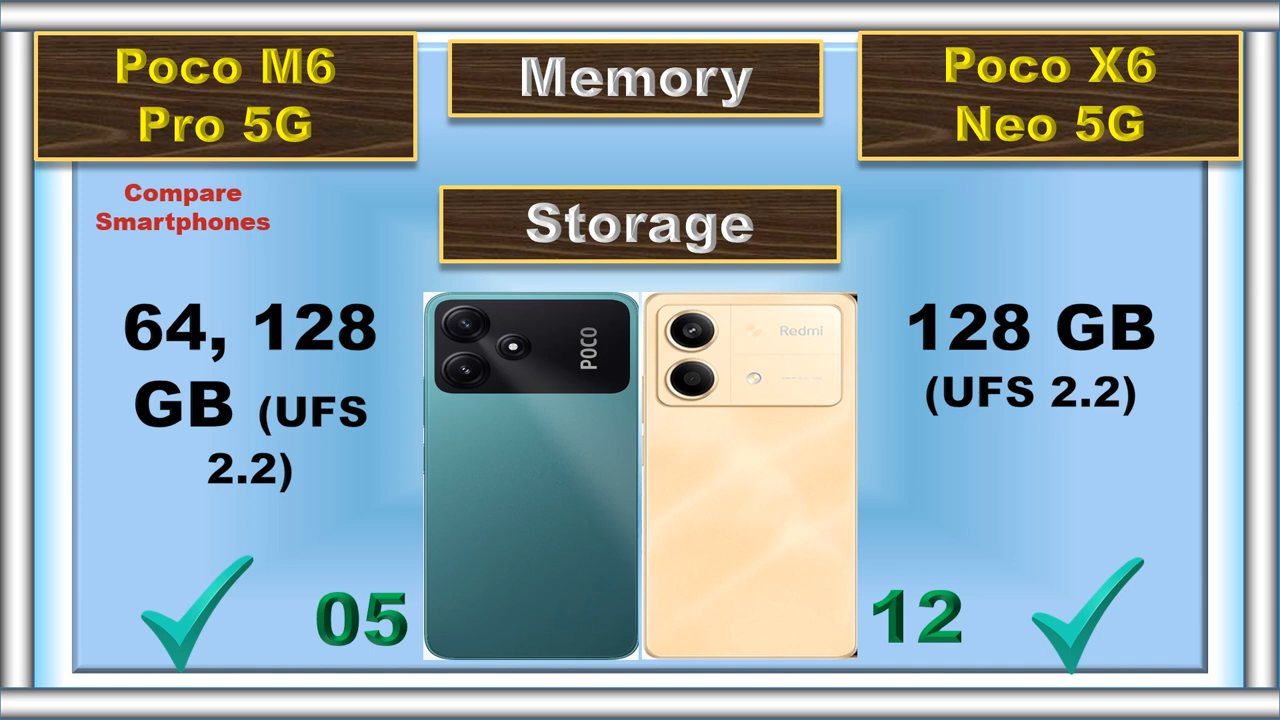 Poco M6
Pro 5G
Memory
Poco X6
Neo 5G
Compare
Smartphones
Storage
64, 128
GB (UFS
2.2)
POCO
Redmi
128 GB
(UFS 2.2)
05
12